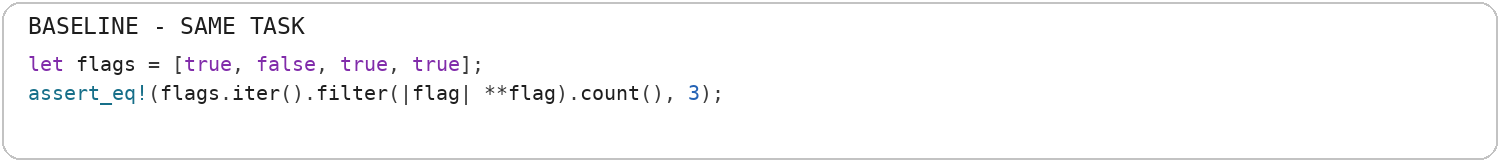 BASELINE - SAME TASK
let flags = [true, false, true, true];
assert_eq!(flags.iter().filter(|flag| **flag).count(), 3);